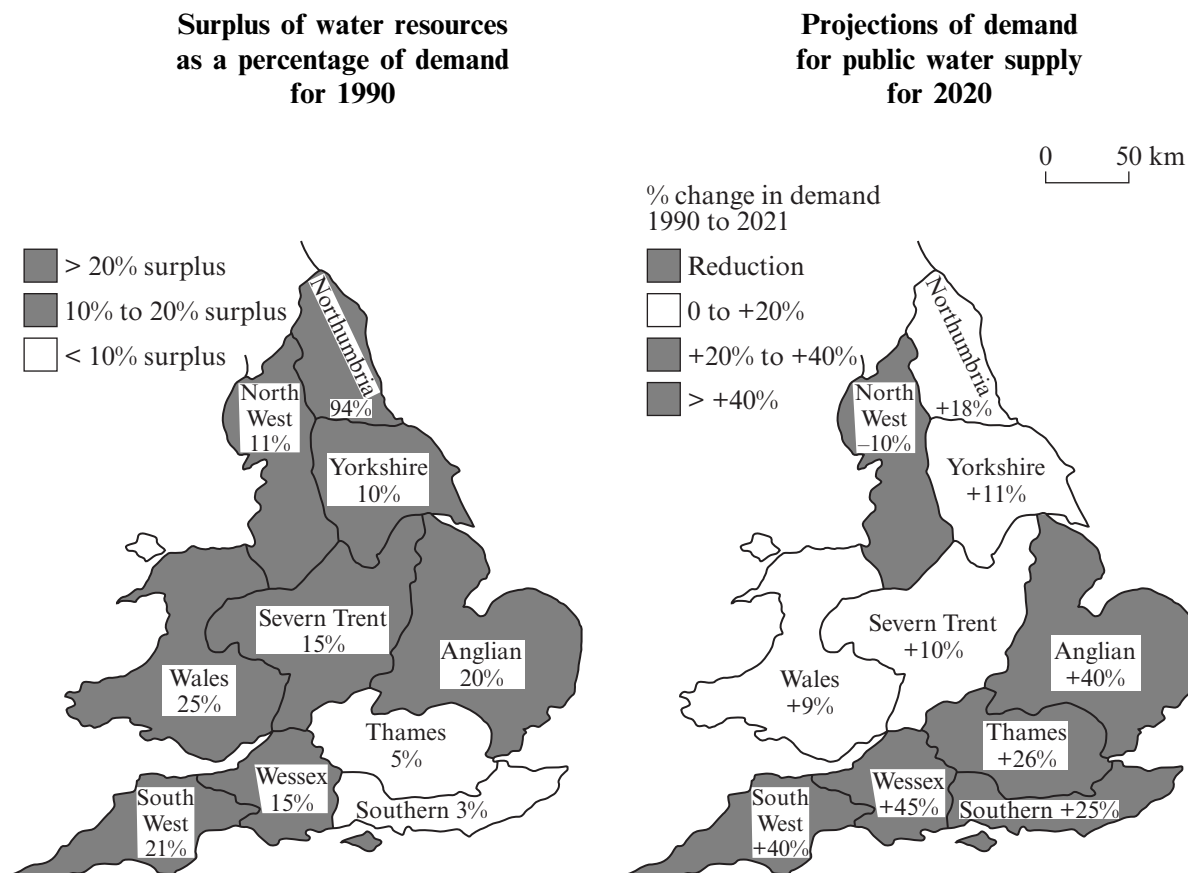 Surplus of water resources
as a percentage of demand
for 1990
> 20% surplus
10% to 20% surplus
< 10% surplus
Northumbria
94%
North
West
11%
Yorkshire
10%
Severn Trent
15%
Anglian
20%
Wales
25%
Thames
5%
Wessex
15%
Southern 3%
South
West
21%
Projections of demand
for public water supply
for 2020
0 50 km
% change in demand
1990 to 2021
Reduction
0 to +20%
+20% to +40%
> +40%
Northumbria
+18%
North
West
–10%
Yorkshire
+11%
Severn Trent
+10%
Anglian
+40%
Wales
+9%
Thames
+26%
Wessex
+45%
Southern +25%
South
West
+40%